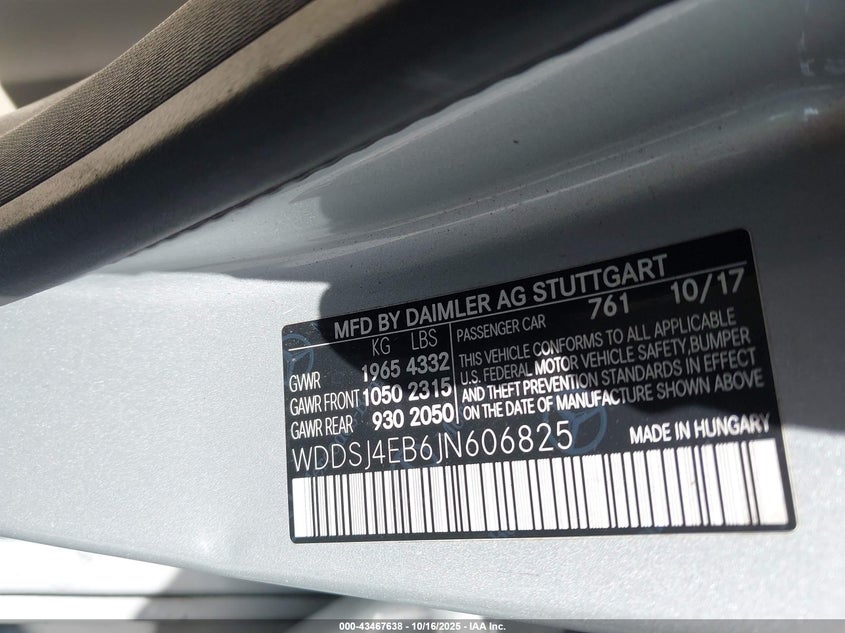 MFD BY DAIMLER AG STUTTGART
KG LBS
GVWR 1965 4332
GAWR FRONT 1050 2315
GAWR REAR 930 2050
PASSENGER CAR 761 10/17
THIS VEHICLE CONFORMS TO ALL APPLICABLE
U.S. FEDERAL MOTOR VEHICLE SAFETY,BUMPER
AND THEFT PREVENTION STANDARDS IN EFFECT
ON THE DATE OF MANUFACTURE SHOWN ABOVE
WDDSJ4EB6JN606825
MADE IN HUNGARY
000-43467638 - 10/16/2025 - IAA Inc.